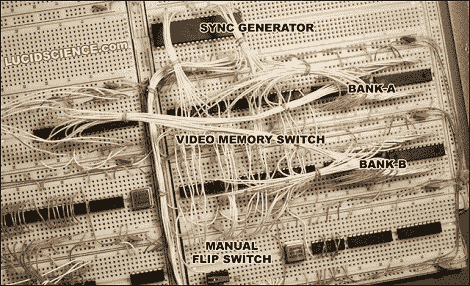 SYNC GENERATOR
LUCIDSCIENCE.com
BANK-A
VIDEO MEMORY SWITCH
BANK-B
MANUAL
FLIP SWITCH